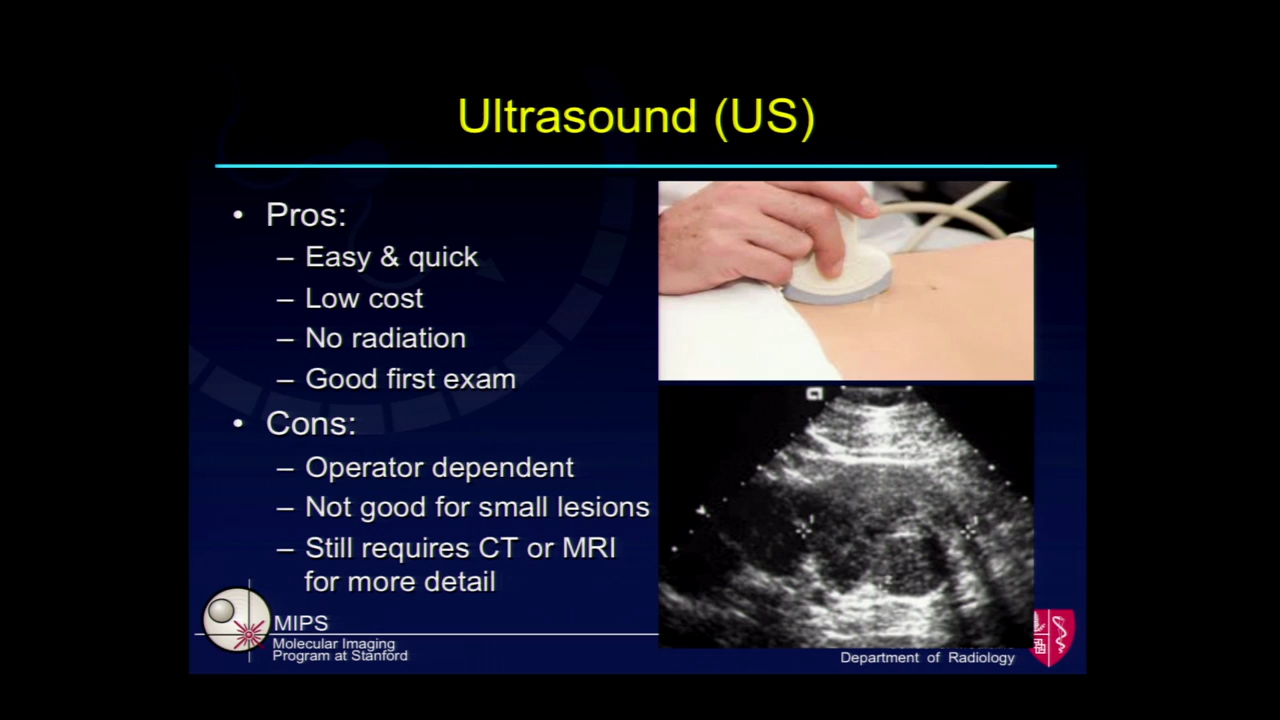 Ultrasound (US)
• Pros:
– Easy & quick
– Low cost
– No radiation
– Good first exam
• Cons:
– Operator dependent
– Not good for small lesions
– Still requires CT or MRI
for more detail
MIPS
Molecular Imaging
Program at Stanford
Department of Radiology